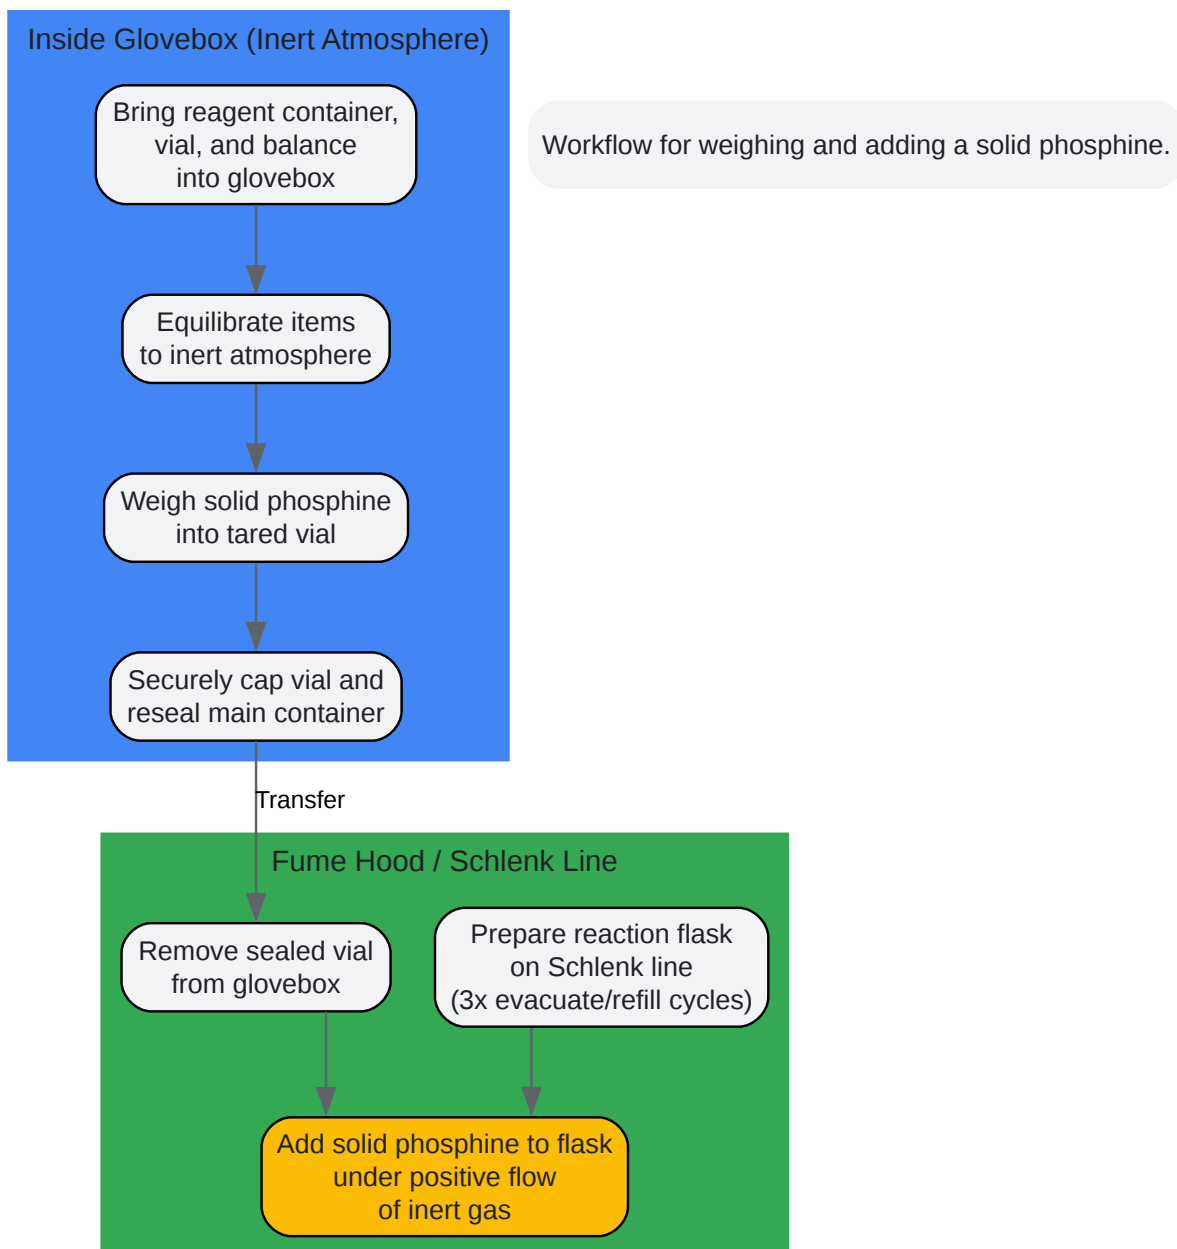 Inside Glovebox (Inert Atmosphere)
Bring reagent container,
vial, and balance
into glovebox
Workflow for weighing and adding a solid phosphine.
Equilibrate items
to inert atmosphere
Weigh solid phosphine
into tared vial
Securely cap vial and
reseal main container
Transfer
Fume Hood / Schlenk Line
Remove sealed vial
from glovebox
Prepare reaction flask
on Schlenk line
(3x evacuate/refill cycles)
Add solid phosphine to flask
under positive flow
of inert gas